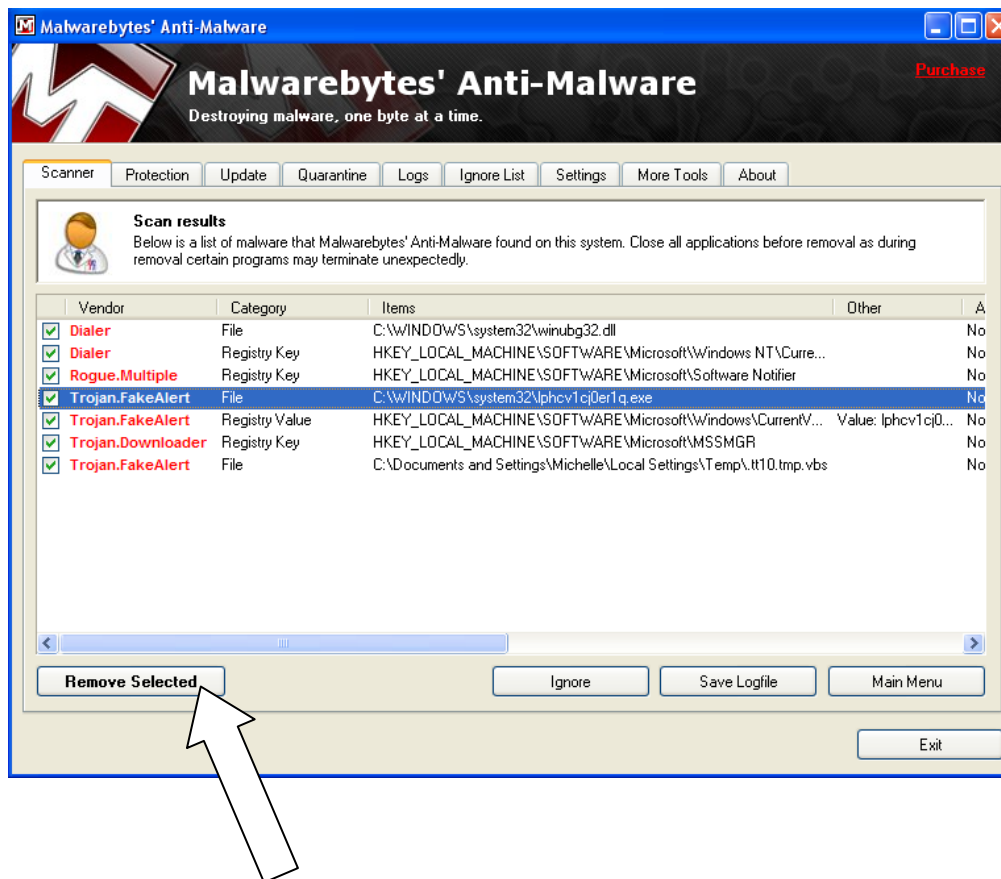 Malwarebytes' Anti-Malware
Malwarebytes' Anti-Malware
Purchase
Destroying malware, one byte at a time.
Scanner Protection Update Quarantine Logs Ignore List Settings More Tools About
Scan results
Below is a list of malware that Malwarebytes' Anti-Malware found on this system. Close all applications before removal as during
removal certain programs may terminate unexpectedly.
Vendor Category Items Other A
Dialer File C:\WINDOWS\system32\winubg32.dll No
Dialer Registry Key HKEY_LOCAL_MACHINE\SOFTWARE\Microsoft\Windows NT\Curre... No
Rogue.Multiple Registry Key HKEY_LOCAL_MACHINE\SOFTWARE\Microsoft\Software Notifier No
Trojan.FakeAlert File C:\WINDOWS\system32\lphcv1cj0er1q.exe No
Trojan.FakeAlert Registry Value HKEY_LOCAL_MACHINE\SOFTWARE\Microsoft\Windows\CurrentV... Value: lphcv1cj0... No
Trojan.Downloader Registry Key HKEY_LOCAL_MACHINE\SOFTWARE\Microsoft\MSSMGR No
Trojan.FakeAlert File C:\Documents and Settings\Michelle\Local Settings\Temp\.tt10.tmp.vbs No
Remove Selected Ignore Save Logfile Main Menu
Exit